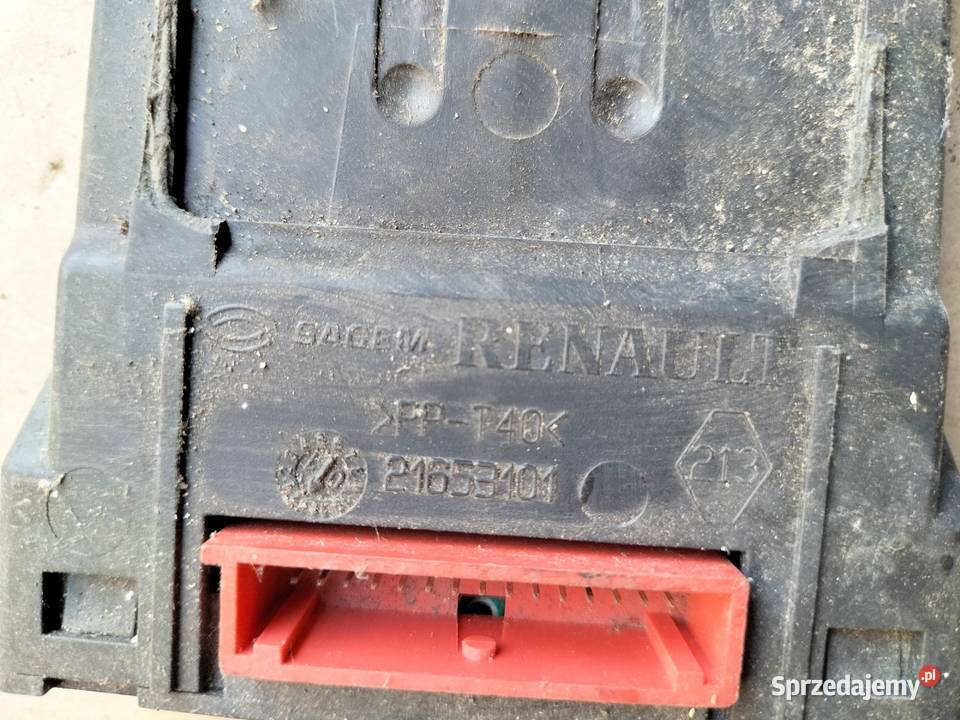 SAGEM RENAULT
>PP-T40<
21653101
213
Sprzedajemy.pl